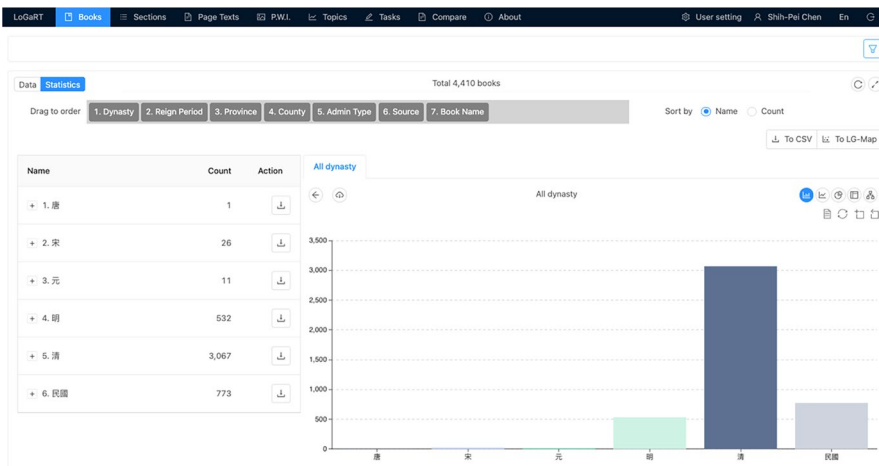 LoGaRT Books Sections Page Texts P.W.I. Topics Tasks Compare About User setting Shih-Pei Chen En
Data Statistics Total 4,410 books
Drag to order 1. Dynasty 2. Reign Period 3. Province 4. County 5. Admin Type 6. Source 7. Book Name Sort by Name Count
To CSV To LG-Map
Name Count Action All dynasty
All dynasty
+ 1. 唐 1
+ 2. 宋 26
+ 3. 元 11
+ 4. 明 532
+ 5. 清 3,067
+ 6. 民國 773
3,500
3,000
2,500
2,000
1,500
1,000
500
0
唐 宋 元 明 清 民國